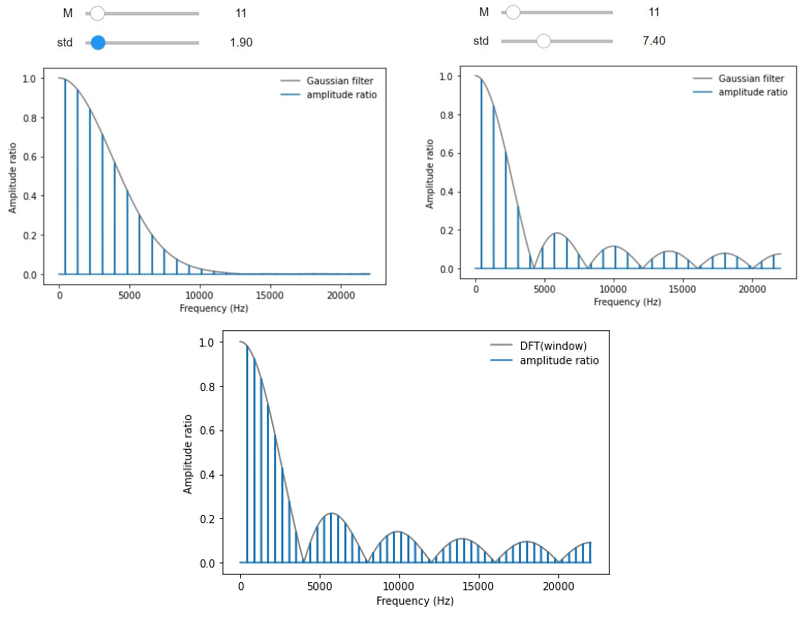 M 11
std 1.90
1.0
0.8
0.6
0.4
0.2
0.0
Amplitude ratio
Gaussian filter
amplitude ratio
0 5000 10000 15000 20000
Frequency (Hz)
M 11
std 7.40
1.0
0.8
0.6
0.4
0.2
0.0
Amplitude ratio
Gaussian filter
amplitude ratio
0 5000 10000 15000 20000
Frequency (Hz)
1.0
0.8
0.6
0.4
0.2
0.0
Amplitude ratio
DFT(window)
amplitude ratio
0 5000 10000 15000 20000
Frequency (Hz)